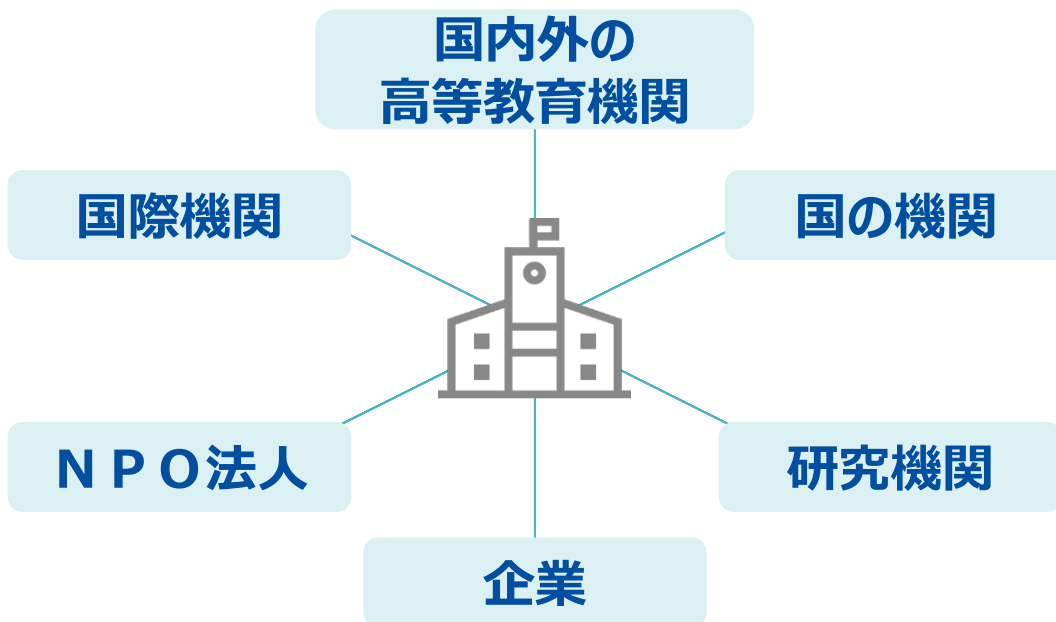 国内外の
高等教育機関
国際機関
国の機関
ＮＰＯ法人
研究機関
企業